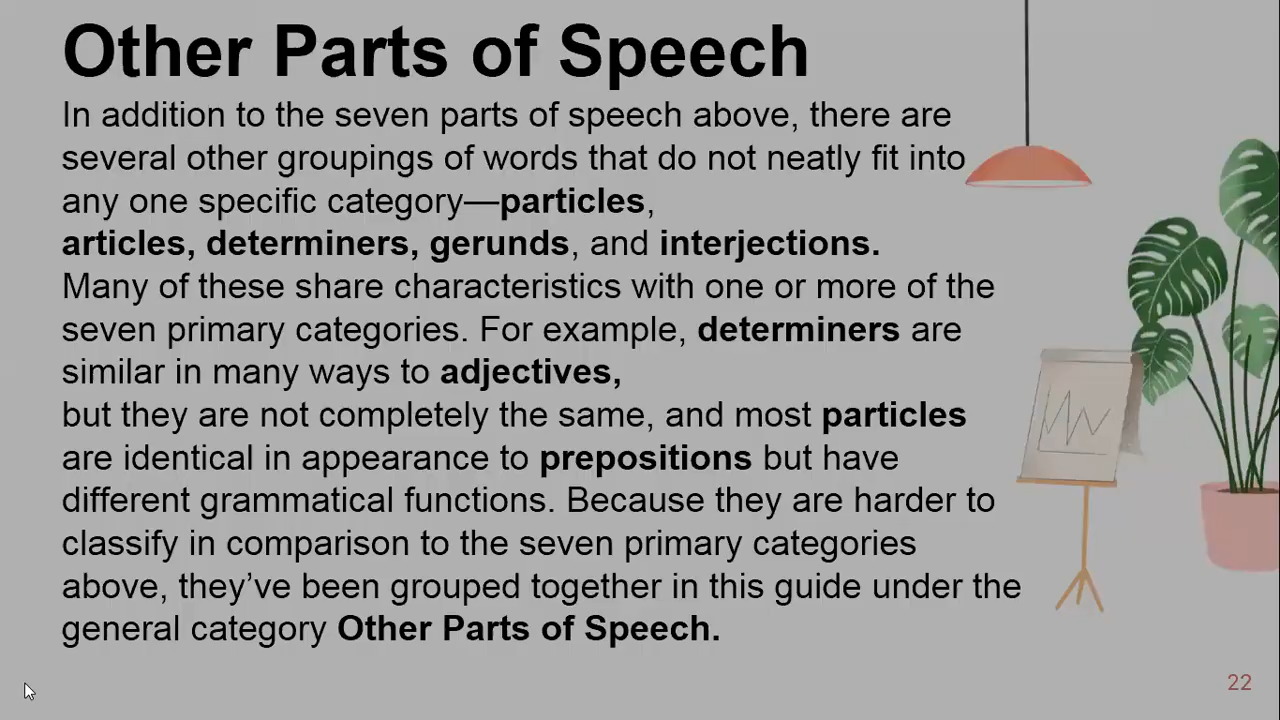 Other Parts of Speech
In addition to the seven parts of speech above, there are
several other groupings of words that do not neatly fit into
any one specific category—particles,
articles, determiners, gerunds, and interjections.
Many of these share characteristics with one or more of the
seven primary categories. For example, determiners are
similar in many ways to adjectives,
but they are not completely the same, and most particles
are identical in appearance to prepositions but have
different grammatical functions. Because they are harder to
classify in comparison to the seven primary categories
above, they’ve been grouped together in this guide under the
general category Other Parts of Speech.
22